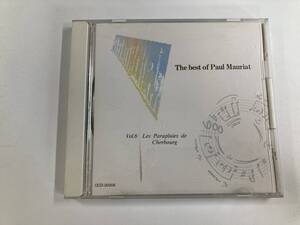 The best of Paul Mauriat
Vol.6 Les Parapluies de
Cherbourg